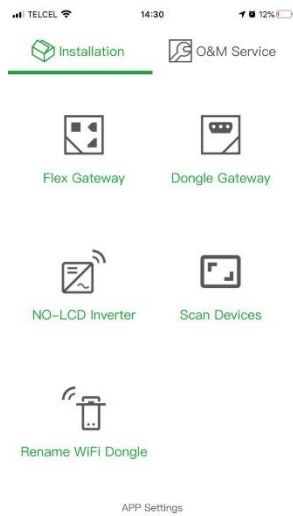 TELCEL 14:30 12%
Installation O&M Service
Flex Gateway Dongle Gateway
NO-LCD Inverter Scan Devices
Rename WiFi Dongle
APP Settings